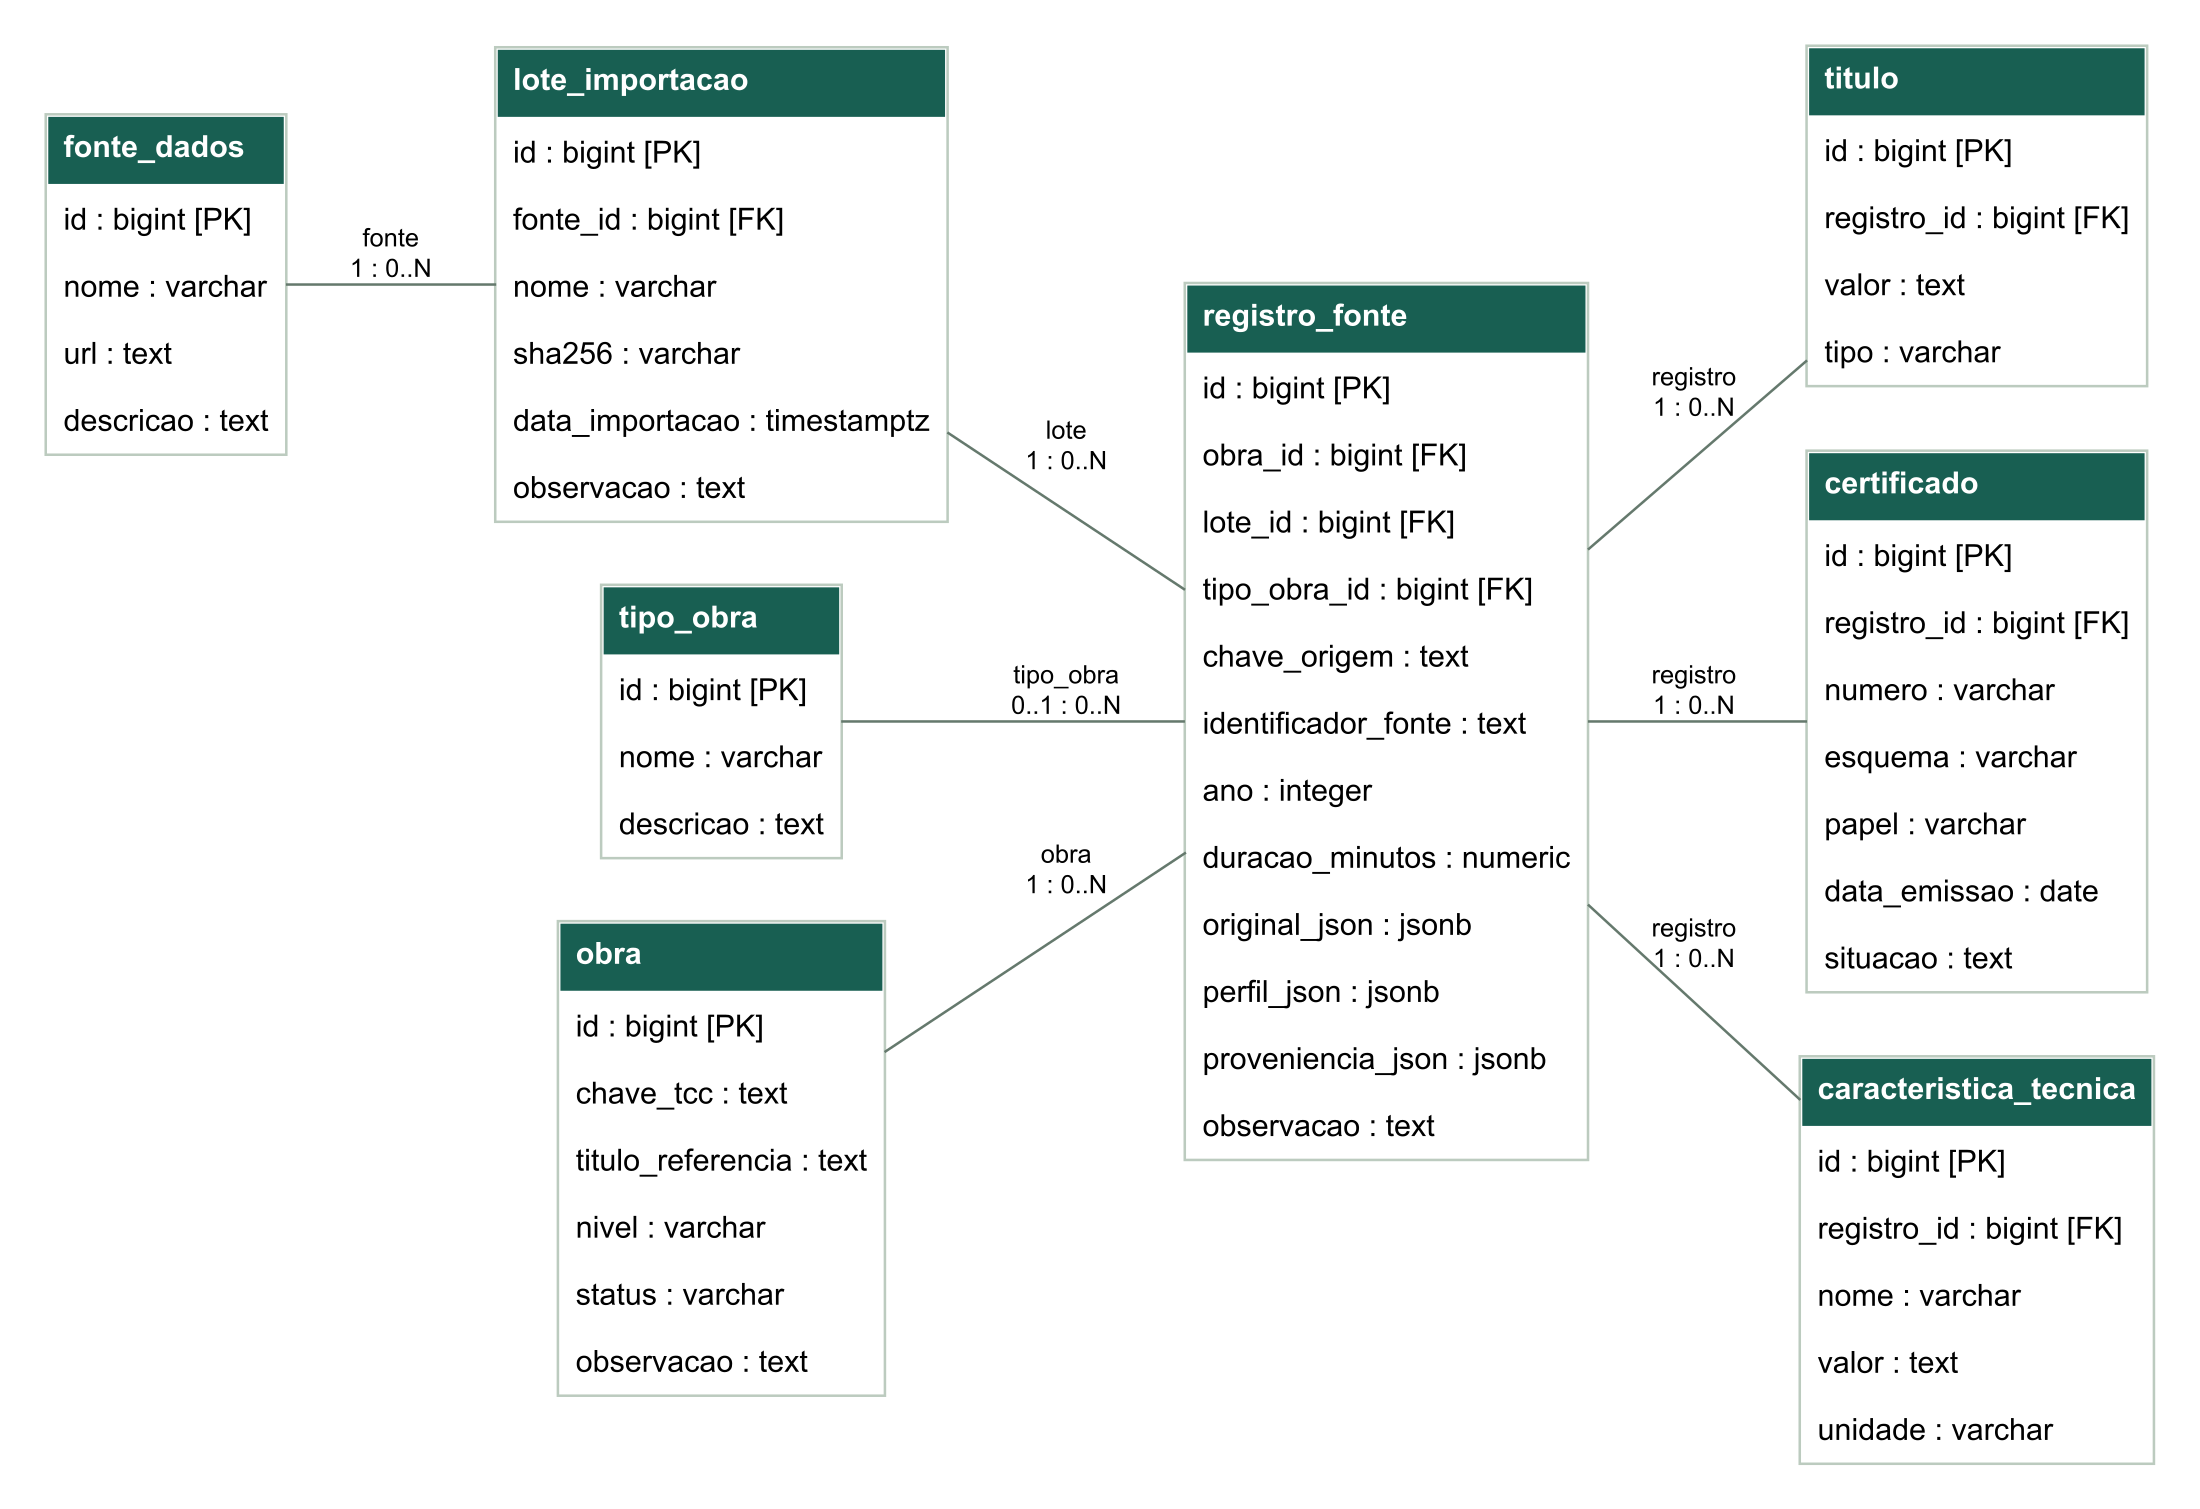 fonte_dados
id : bigint [PK]
nome : varchar
url : text
descricao : text
fonte
1 : 0..N
lote_importacao
id : bigint [PK]
fonte_id : bigint [FK]
nome : varchar
sha256 : varchar
data_importacao : timestamptz
observacao : text
lote
1 : 0..N
tipo_obra
id : bigint [PK]
nome : varchar
descricao : text
tipo_obra
0..1 : 0..N
obra
id : bigint [PK]
chave_tcc : text
titulo_referencia : text
nivel : varchar
status : varchar
observacao : text
obra
1 : 0..N
registro_fonte
id : bigint [PK]
obra_id : bigint [FK]
lote_id : bigint [FK]
tipo_obra_id : bigint [FK]
chave_origem : text
identificador_fonte : text
ano : integer
duracao_minutos : numeric
original_json : jsonb
perfil_json : jsonb
proveniencia_json : jsonb
observacao : text
registro
1 : 0..N
titulo
id : bigint [PK]
registro_id : bigint [FK]
valor : text
tipo : varchar
registro
1 : 0..N
certificado
id : bigint [PK]
registro_id : bigint [FK]
numero : varchar
esquema : varchar
papel : varchar
data_emissao : date
situacao : text
registro
1 : 0..N
caracteristica_tecnica
id : bigint [PK]
registro_id : bigint [FK]
nome : varchar
valor : text
unidade : varchar